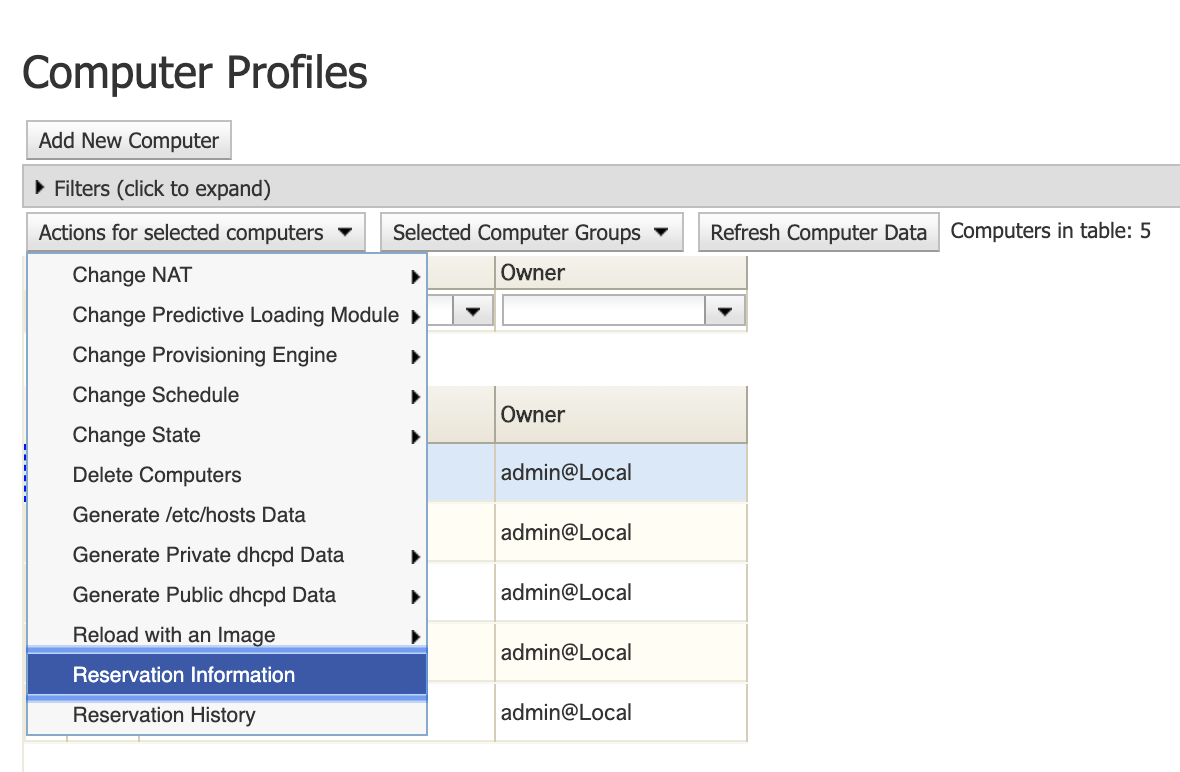 Computer Profiles
Add New Computer
Filters (click to expand)
Actions for selected computers
Selected Computer Groups
Refresh Computer Data
Computers in table: 5
Change NAT
Change Predictive Loading Module
Change Provisioning Engine
Change Schedule
Change State
Delete Computers
Generate /etc/hosts Data
Generate Private dhcpd Data
Generate Public dhcpd Data
Reload with an Image
Reservation Information
Reservation History
Owner
Owner
admin@Local
admin@Local
admin@Local
admin@Local
admin@Local